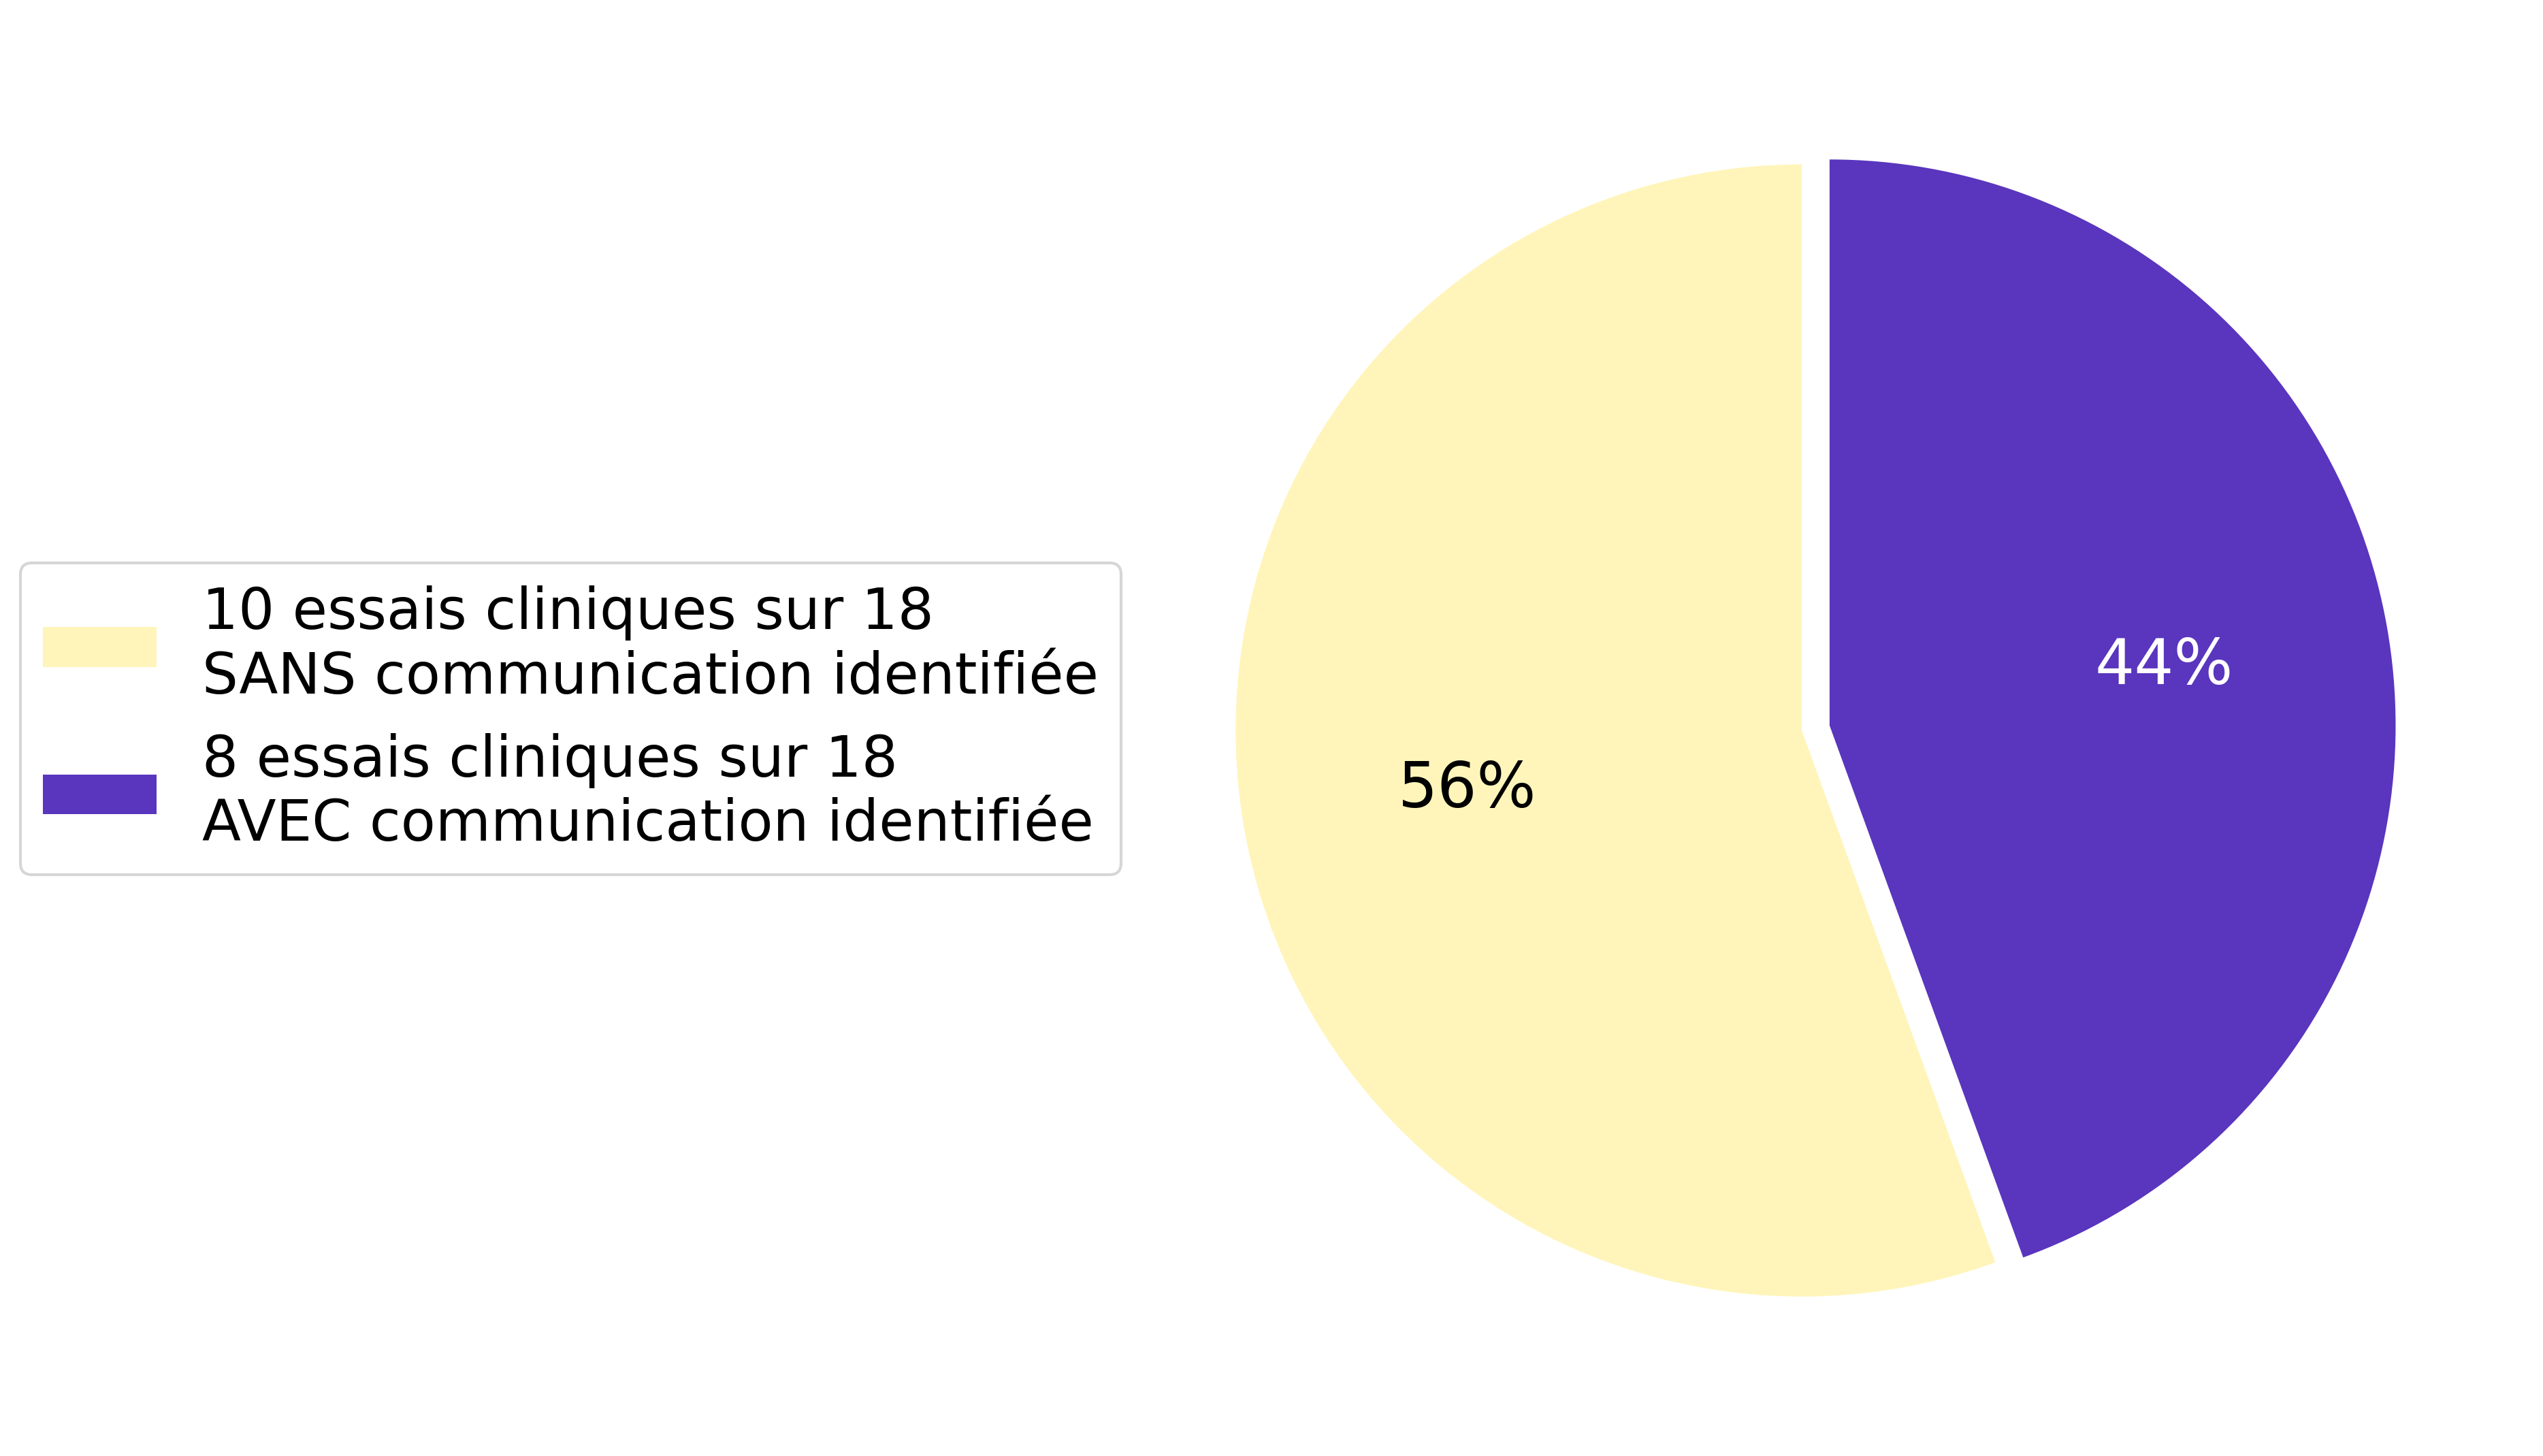 10 essais cliniques sur 18
SANS communication identifiée
8 essais cliniques sur 18
AVEC communication identifiée
44%
56%